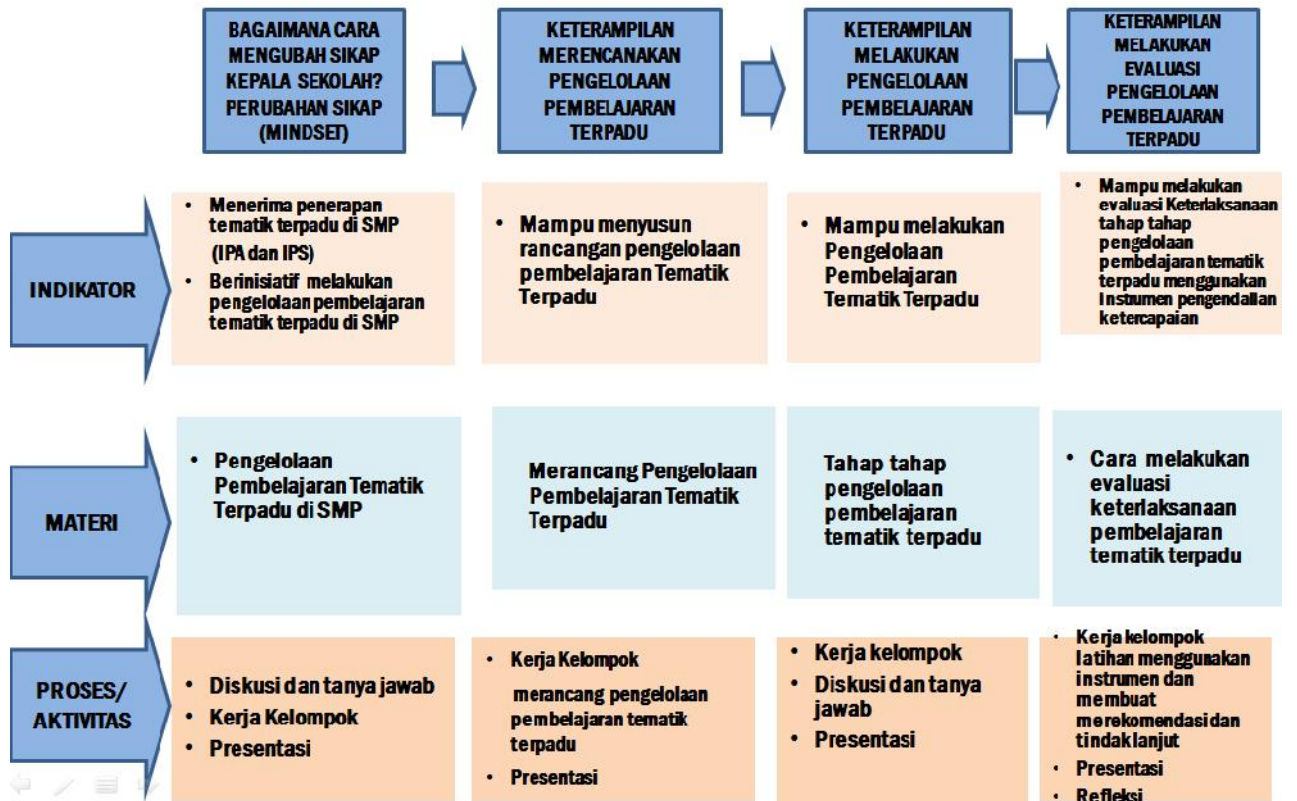 BAGAIMANA CARA
MENGUBAH SIKAP
KEPALA SEKOLAH?
PERUBAHAN SIKAP
(MINDSET)
KETERAMPILAN
MERENCANAKAN
PENGELOLAAN
PEMBELAJARAN
TERPADU
KETERAMPILAN
MELAKUKAN
PENGELOLAAN
PEMBELAJARAN
TERPADU
KETERAMPILAN
MELAKUKAN
EVALUASI
PENGELOLAAN
PEMBELAJARAN
TERPADU
INDIKATOR
• Menerima penerapan
tematik terpadu di SMP
(IPA dan IPS)
• Berinisiatif melakukan
pengelolaan pembelajaran
tematik terpadu di SMP
• Mampu menyusun
rancangan pengelolaan
pembelajaran Tematik
Terpadu
• Mampu melakukan
Pengelolaan
Pembelajaran
Tematik Terpadu
• Mampu melakukan
evaluasi Keterlaksanaan
tahap tahap
pengelolaan
pembelajaran tematik
terpadu menggunakan
Instrumen pengendalian
ketercapaian
MATERI
• Pengelolaan
Pembelajaran Tematik
Terpadu di SMP
Merancang Pengelolaan
Pembelajaran Tematik
Terpadu
Tahap tahap
pengelolaan
pembelajaran
tematik terpadu
• Cara melakukan
evaluasi
keterlaksanaan
pembelajaran
tematik terpadu
PROSES/
AKTIVITAS
• Diskusi dan tanya jawab
• Kerja Kelompok
• Presentasi
• Kerja Kelompok
merancang pengelolaan
pembelajaran tematik
terpadu
• Presentasi
• Kerja kelompok
• Diskusi dan tanya
jawab
• Presentasi
• Kerja kelompok
latihan menggunakan
instrumen dan
membuat
merekomendasi dan
tindak lanjut
• Presentasi
• Refleksi